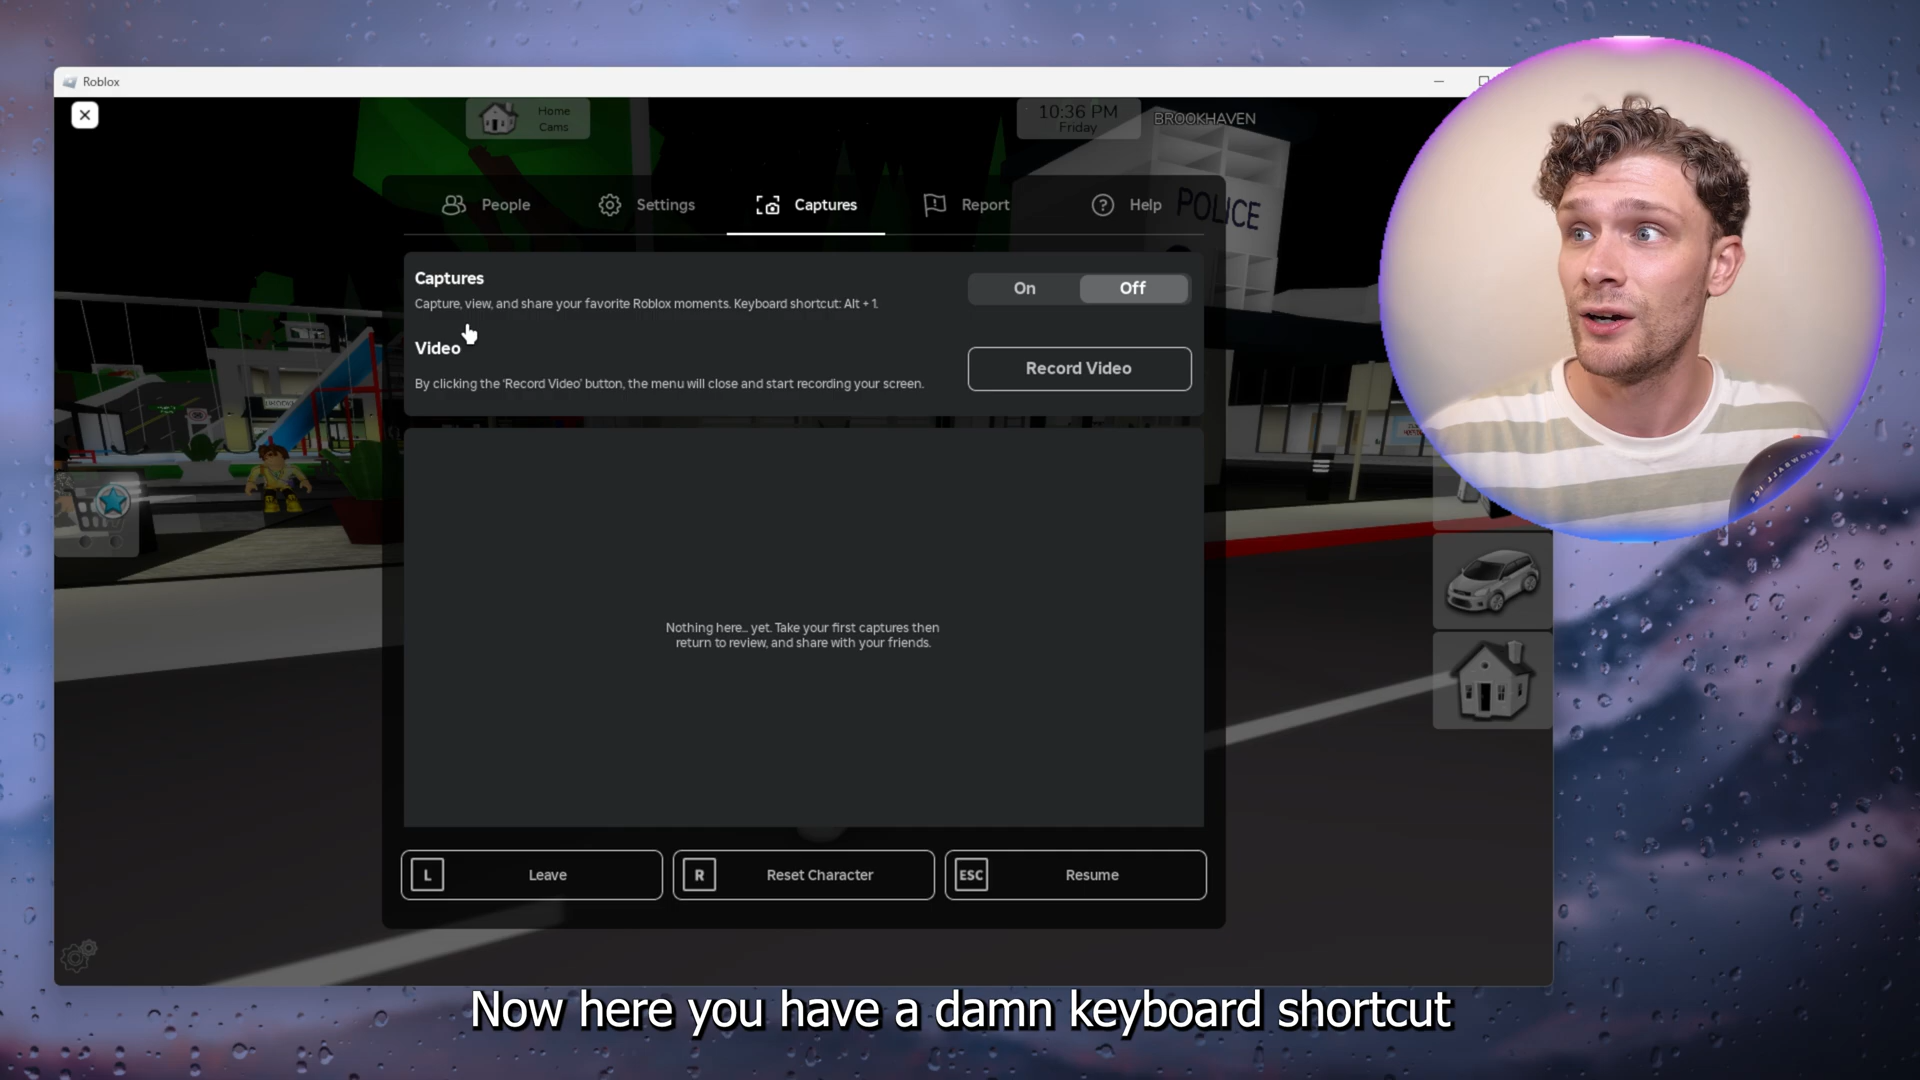 Roblox
Home
Cams
10:36 PM
Friday
BROOKHAVEN
POLICE
People
Settings
Captures
Report
Help
Captures
Capture, view, and share your favorite Roblox moments. Keyboard shortcut: Alt + 1.
On
Off
Video
By clicking the 'Record Video' button, the menu will close and start recording your screen.
Record Video
Nothing here... yet. Take your first captures then
return to review, and share with your friends.
L
Leave
R
Reset Character
ESC
Resume
SNOWBALL ICE
Now here you have a damn keyboard shortcut